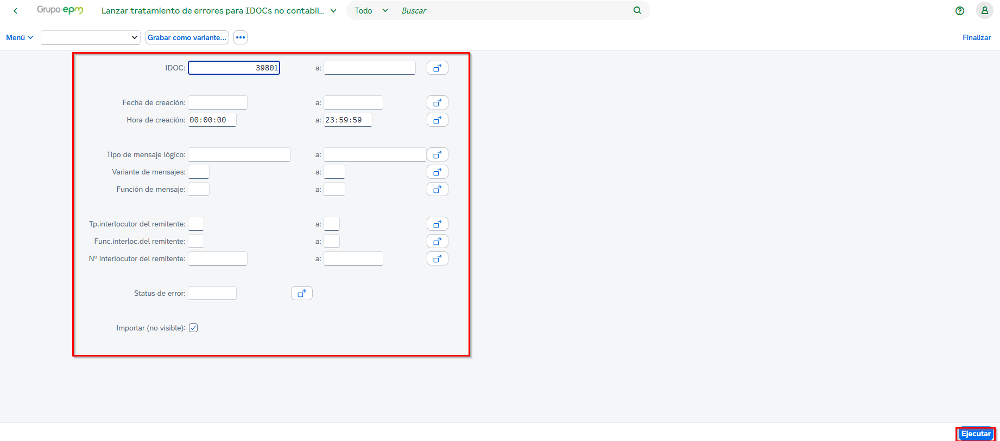 Grupo·epm
Lanzar tratamiento de errores para IDOCs no contabil...
Todo
Buscar
Menú
Grabar como variante...
Finalizar
IDOC: 39801 a:
Fecha de creación: a:
Hora de creación: 00:00:00 a: 23:59:59
Tipo de mensaje lógico: a:
Variante de mensajes: a:
Función de mensaje: a:
Tp.interlocutor del remitente: a:
Func.interloc.del remitente: a:
Nº interlocutor del remitente: a:
Status de error:
Importar (no visible):
Ejecutar